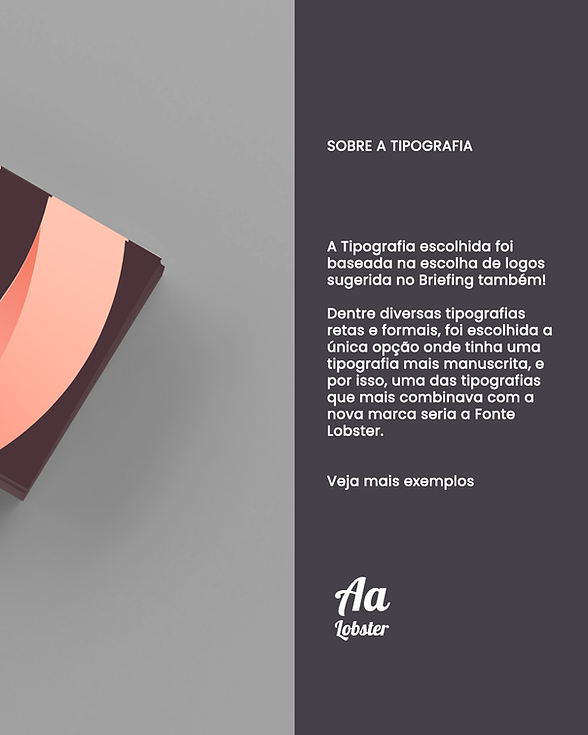 SOBRE A TIPOGRAFIA
A Tipografia escolhida foi
baseada na escolha de logos
sugerida no Briefing também!
Dentre diversas tipografias
retas e formais, foi escolhida a
única opção onde tinha uma
tipografia mais manuscrita, e
por isso, uma das tipografias
que mais combinava com a
nova marca seria a Fonte
Lobster.
Veja mais exemplos
Aa
Lobster